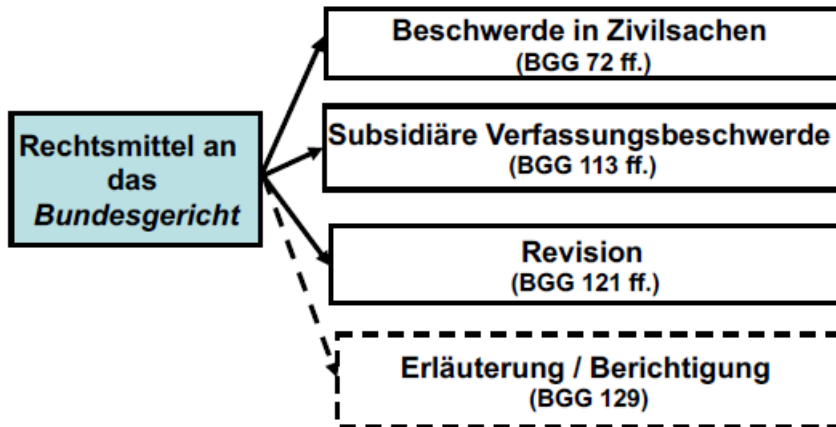 Rechtsmittel an
das
Bundesgericht
Beschwerde in Zivilsachen
(BGG 72 ff.)
Subsidiäre Verfassungsbeschwerde
(BGG 113 ff.)
Revision
(BGG 121 ff.)
Erläuterung / Berichtigung
(BGG 129)